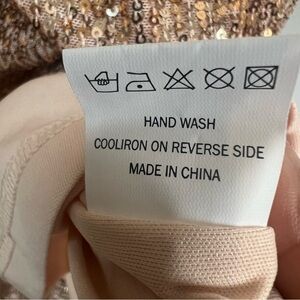 HAND WASH
COOLIRON ON REVERSE SIDE
MADE IN CHINA